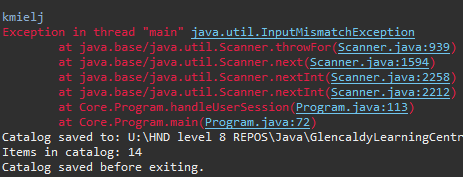 kmielj
Exception in thread "main" java.util.InputMismatchException
at java.base/java.util.Scanner.throwFor(Scanner.java:939)
at java.base/java.util.Scanner.next(Scanner.java:1594)
at java.base/java.util.Scanner.nextInt(Scanner.java:2258)
at java.base/java.util.Scanner.nextInt(Scanner.java:2212)
at Core.Program.handleUserSession(Program.java:113)
at Core.Program.main(Program.java:72)
Catalog saved to: U:\HND level 8 REPOS\Java\GlencaldyLearningCentr
Items in catalog: 14
Catalog saved before exiting.